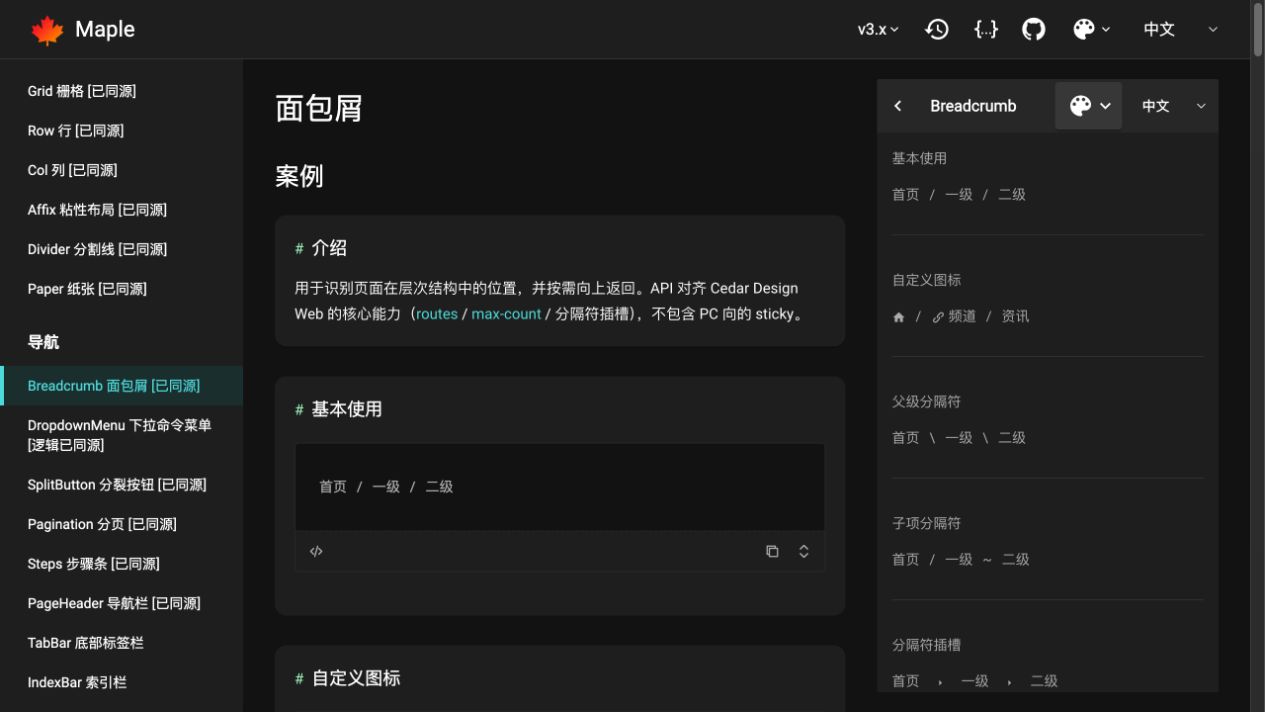 Maple
v3.x
中文
Grid 栅格 [已同源]
Row 行 [已同源]
Col 列 [已同源]
Affix 粘性布局 [已同源]
Divider 分割线 [已同源]
Paper 纸张 [已同源]
导航
Breadcrumb 面包屑 [已同源]
DropdownMenu 下拉命令菜单
[逻辑已同源]
SplitButton 分裂按钮 [已同源]
Pagination 分页 [已同源]
Steps 步骤条 [已同源]
PageHeader 导航栏 [已同源]
TabBar 底部标签栏
IndexBar 索引栏
面包屑
案例
# 介绍
用于识别页面在层次结构中的位置，并按需向上返回。API 对齐 Cedar Design
Web 的核心能力（routes / max-count / 分隔符插槽），不包含 PC 向的 sticky。
# 基本使用
首页 / 一级 / 二级
# 自定义图标
Breadcrumb
中文
基本使用
首页 / 一级 / 二级
自定义图标
/ 频道 / 资讯
父级分隔符
首页 \ 一级 \ 二级
子项分隔符
首页 / 一级 ~ 二级
分隔符插槽
首页 一级 二级